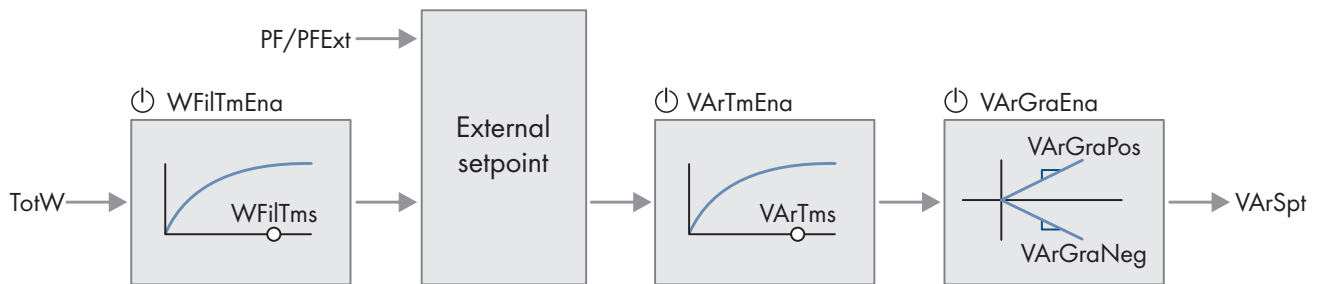 PF/PFExt
WFilTmEna
External
setpoint
VArTmEna
VArGraEna
VArGraPos
TotW
WFilTms
VArTms
VArSpt
VArGraNeg